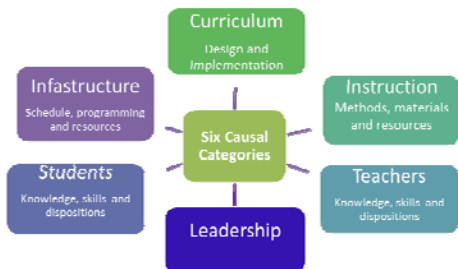 Curriculum
Design and
Implementation
Infastructure
Schedule, programming
and resources
Instruction
Methods, materials
and resources
Six Causal
Categories
Students
Knowledge, skills and
dispositions
Teachers
Knowledge, skills and
dispositions
Leadership